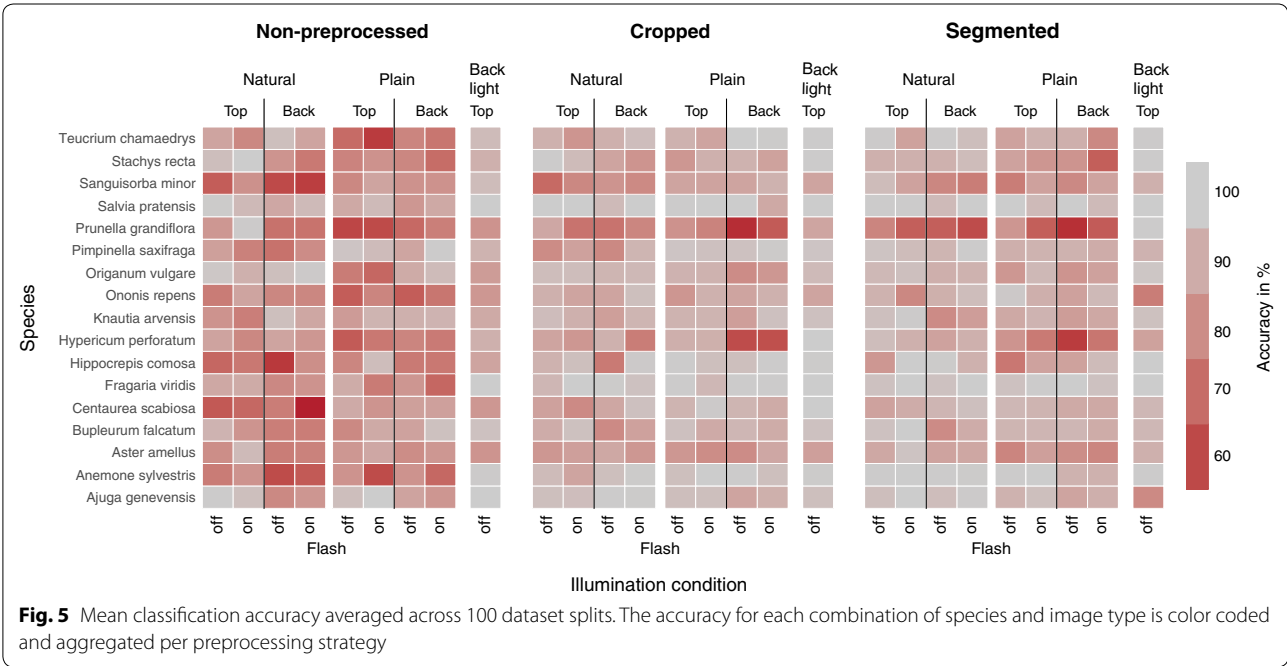 Non-preprocessed Cropped Segmented
Natural Plain Back light Natural Plain Back light Natural Plain Back light
Top Back Top Back Top Top Back Top Back Top Top Back Top Back Top
Species
Teucrium chamaedrys
Stachys recta
Sanguisorba minor
Salvia pratensis
Prunella grandiflora
Pimpinella saxifraga
Origanum vulgare
Ononis repens
Knautia arvensis
Hypericum perforatum
Hippocrepis comosa
Fragaria viridis
Centaurea scabiosa
Bupleurum falcatum
Aster amellus
Anemone sylvestris
Ajuga genevensis
100
90
80
70
60
Accuracy in %
off on off on off on off on off off on off on off on off on off off on off on off on off on off
Flash Flash Flash
Illumination condition
Fig. 5 Mean classification accuracy averaged across 100 dataset splits. The accuracy for each combination of species and image type is color coded
and aggregated per preprocessing strategy